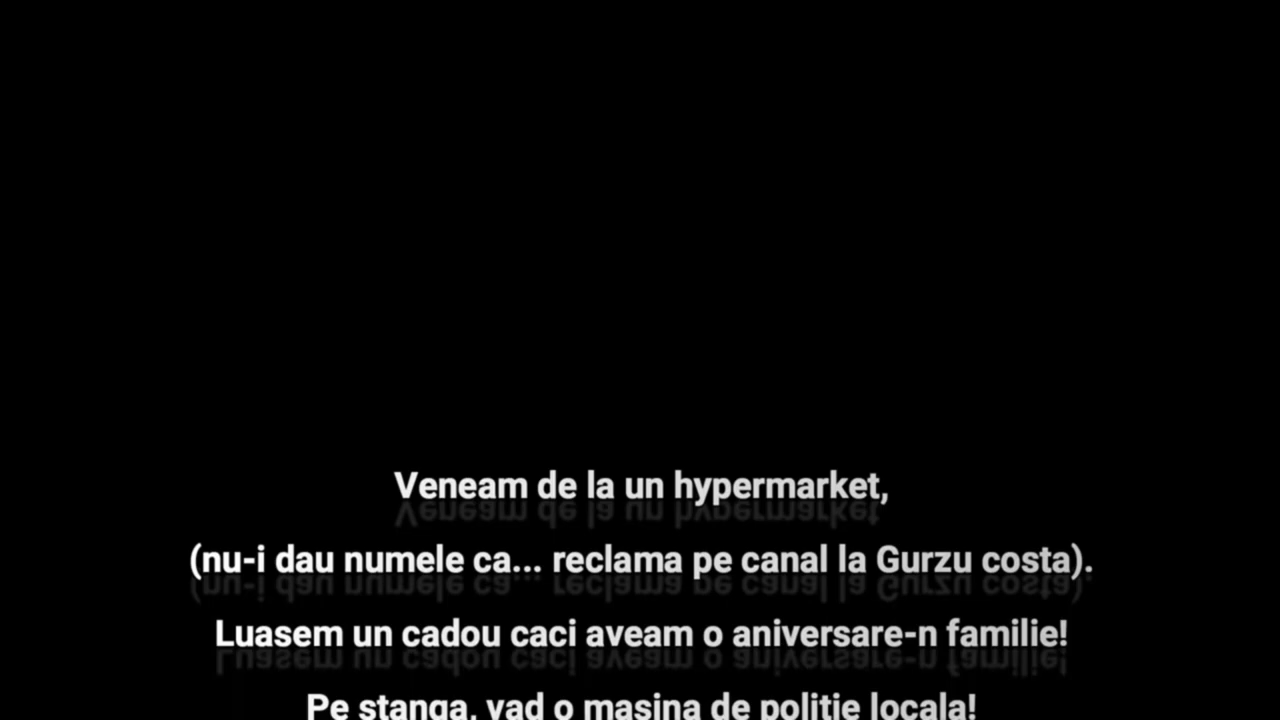 Veneam de la un hypermarket,
(nu-i dau numele ca... reclama pe canal la Gurzu costa).
Luasem un cadou caci aveam o aniversare-n familie!
Pe stanga, vad o masina de politie locala!